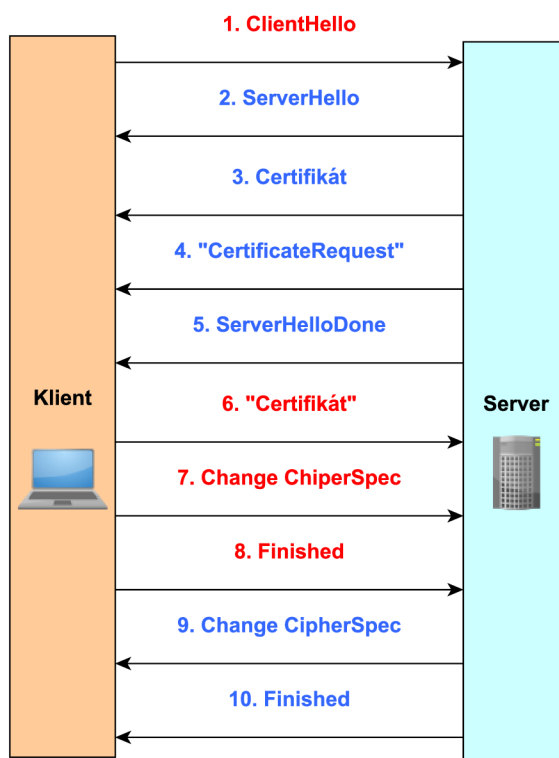 1. ClientHello
2. ServerHello
3. Certifikát
4. "CertificateRequest"
5. ServerHelloDone
Klient
6. "Certifikát"
Server
7. Change ChiperSpec
8. Finished
9. Change CipherSpec
10. Finished